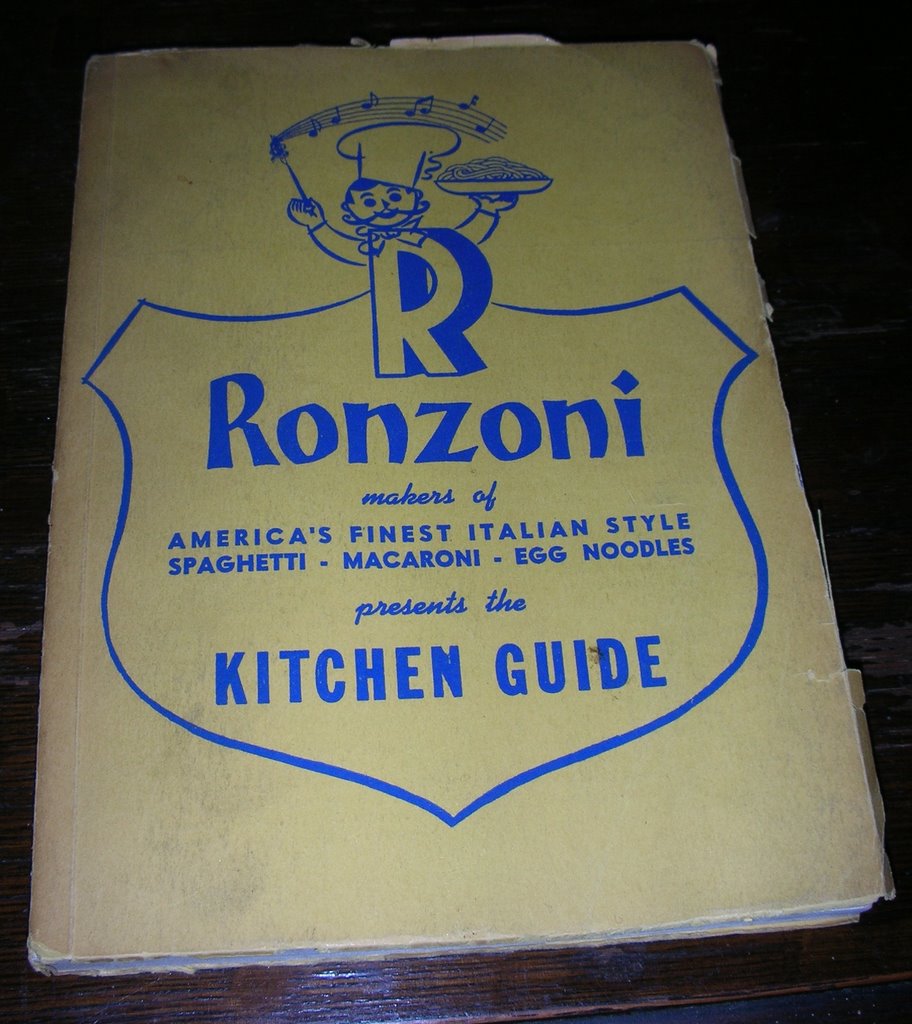 R
Ronzoni
makers of
AMERICA'S FINEST ITALIAN STYLE
SPAGHETTI - MACARONI - EGG NOODLES
presents the
KITCHEN GUIDE